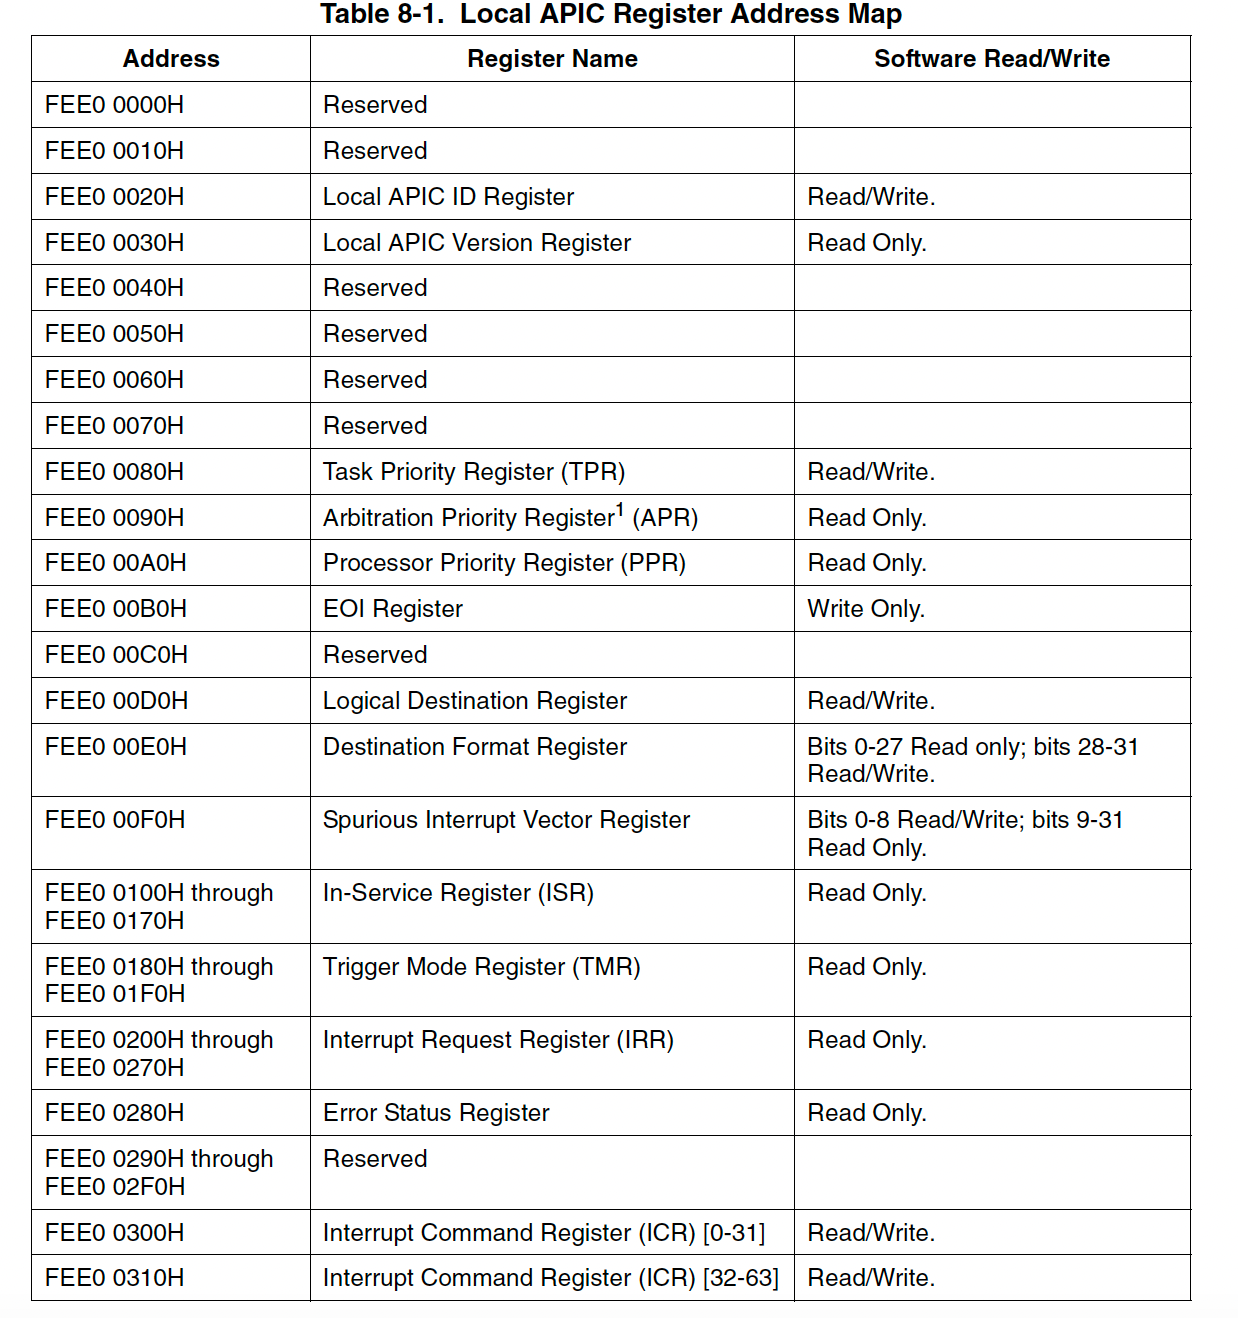 Table 8-1. Local APIC Register Address Map
Address Register Name Software Read/Write
FEE0 0000H Reserved
FEE0 0010H Reserved
FEE0 0020H Local APIC ID Register Read/Write.
FEE0 0030H Local APIC Version Register Read Only.
FEE0 0040H Reserved
FEE0 0050H Reserved
FEE0 0060H Reserved
FEE0 0070H Reserved
FEE0 0080H Task Priority Register (TPR) Read/Write.
FEE0 0090H Arbitration Priority Register1 (APR) Read Only.
FEE0 00A0H Processor Priority Register (PPR) Read Only.
FEE0 00B0H EOI Register Write Only.
FEE0 00C0H Reserved
FEE0 00D0H Logical Destination Register Read/Write.
FEE0 00E0H Destination Format Register Bits 0-27 Read only; bits 28-31
Read/Write.
FEE0 00F0H Spurious Interrupt Vector Register Bits 0-8 Read/Write; bits 9-31
Read Only.
FEE0 0100H through In-Service Register (ISR) Read Only.
FEE0 0170H
FEE0 0180H through Trigger Mode Register (TMR) Read Only.
FEE0 01F0H
FEE0 0200H through Interrupt Request Register (IRR) Read Only.
FEE0 0270H
FEE0 0280H Error Status Register Read Only.
FEE0 0290H through Reserved
FEE0 02F0H
FEE0 0300H Interrupt Command Register (ICR) [0-31] Read/Write.
FEE0 0310H Interrupt Command Register (ICR) [32-63] Read/Write.